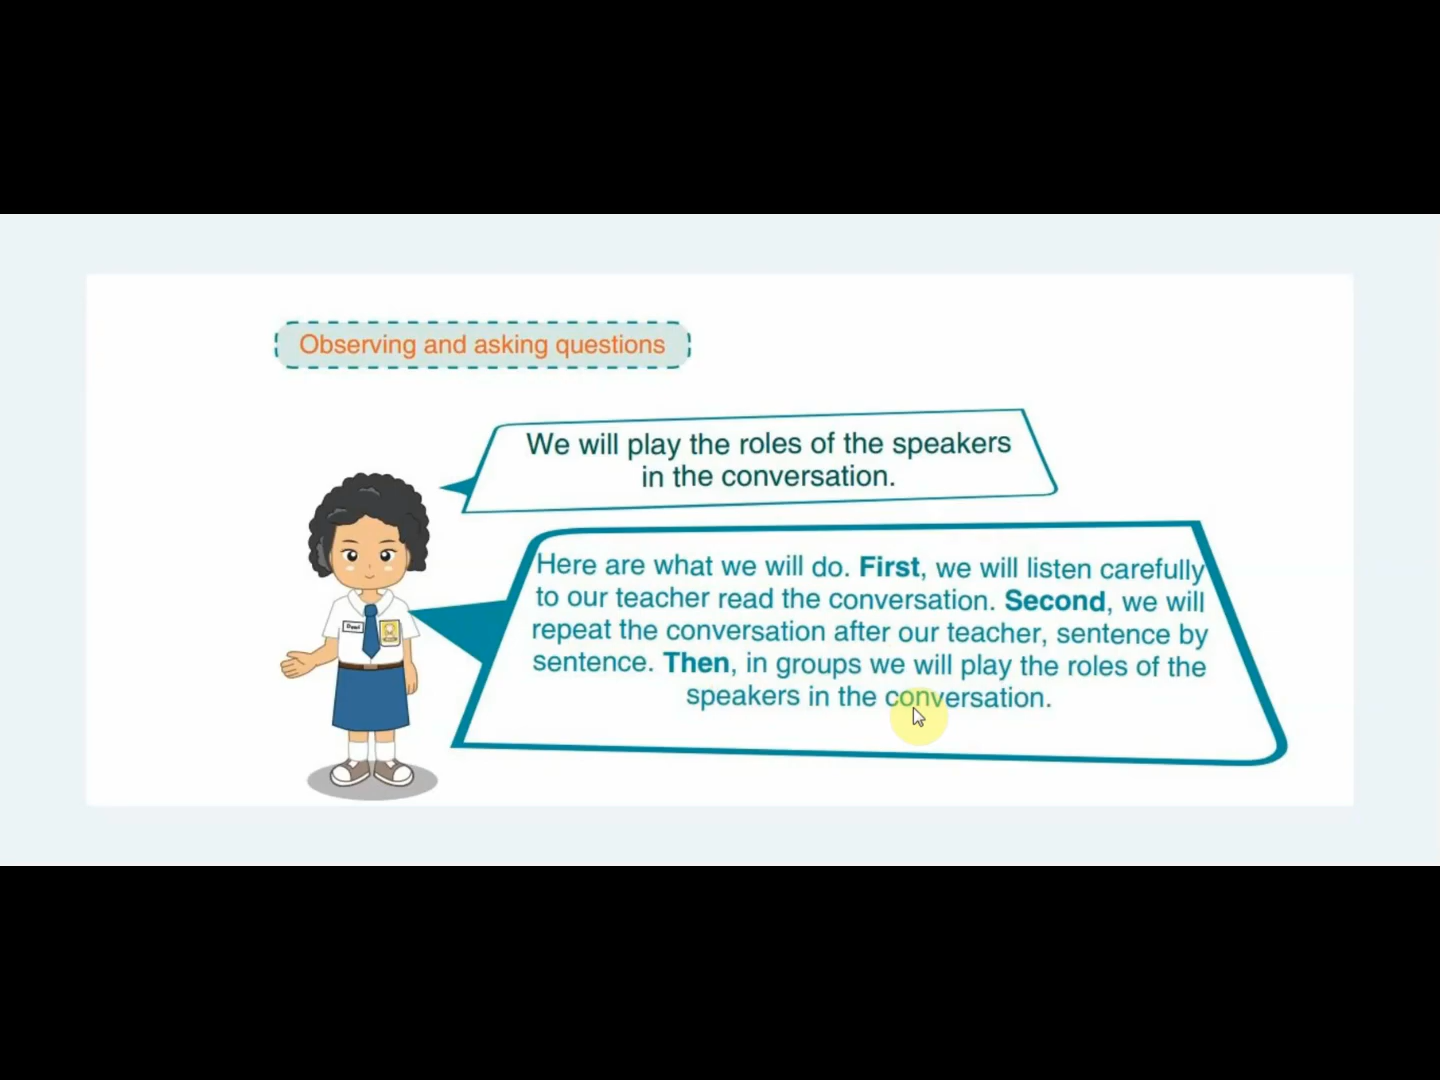 Observing and asking questions
We will play the roles of the speakers
in the conversation.
Here are what we will do. First, we will listen carefully
to our teacher read the conversation. Second, we will
repeat the conversation after our teacher, sentence by
sentence. Then, in groups we will play the roles of the
speakers in the conversation.